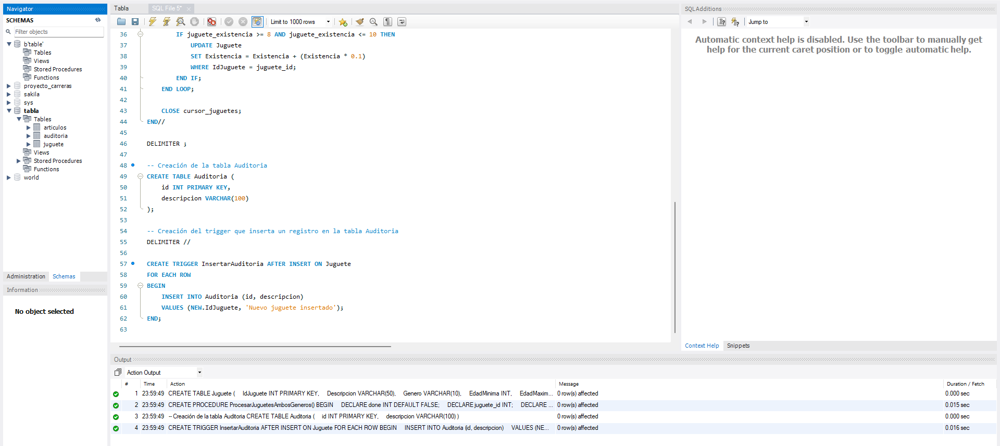 Navigator
SCHEMAS
Filter objects
b'table'
Tables
Views
Stored Procedures
Functions
proyecto_carreras
sakila
sys
tabla
Tables
articulos
auditoria
juguete
Views
Stored Procedures
Functions
world
Administration Schemas
Information
No object selected
Tabla SQL File 5*
Limit to 1000 rows
36 IF juguete_existencia >= 8 AND juguete_existencia <= 10 THEN
37 UPDATE Juguete
38 SET Existencia = Existencia + (Existencia * 0.1)
39 WHERE IdJuguete = juguete_id;
40 END IF;
41 END LOOP;
42
43 CLOSE cursor_juguetes;
44 END//
45
46 DELIMITER ;
47
48 -- Creación de la tabla Auditoria
49 CREATE TABLE Auditoria (
50 id INT PRIMARY KEY,
51 descripcion VARCHAR(100)
52 );
53
54 -- Creación del trigger que inserta un registro en la tabla Auditoria
55 DELIMITER //
56
57 CREATE TRIGGER InsertarAuditoria AFTER INSERT ON Juguete
58 FOR EACH ROW
59 BEGIN
60 INSERT INTO Auditoria (id, descripcion)
61 VALUES (NEW.IdJuguete, 'Nuevo juguete insertado');
62 END;
63
SQLAdditions
Jump to
Automatic context help is disabled. Use the toolbar to manually get
help for the current caret position or to toggle automatic help.
Context Help Snippets
Output
Action Output
# Time Action Message Duration / Fetch
1 23:59:49 CREATE TABLE Juguete ( IdJuguete INT PRIMARY KEY, Descripcion VARCHAR(50), Genero VARCHAR(10), EdadMinima INT, EdadMaxim... 0 row(s) affected 0.000 sec
2 23:59:49 CREATE PROCEDURE ProcesarJuguetesAmbosGeneros() BEGIN DECLARE done INT DEFAULT FALSE; DECLARE juguete_id INT; DECLARE ... 0 row(s) affected 0.015 sec
3 23:59:49 -- Creación de la tabla Auditoria CREATE TABLE Auditoria ( id INT PRIMARY KEY, descripcion VARCHAR(100) ) 0 row(s) affected 0.000 sec
4 23:59:49 CREATE TRIGGER InsertarAuditoria AFTER INSERT ON Juguete FOR EACH ROW BEGIN INSERT INTO Auditoria (id, descripcion) VALUES (NE... 0 row(s) affected 0.016 sec